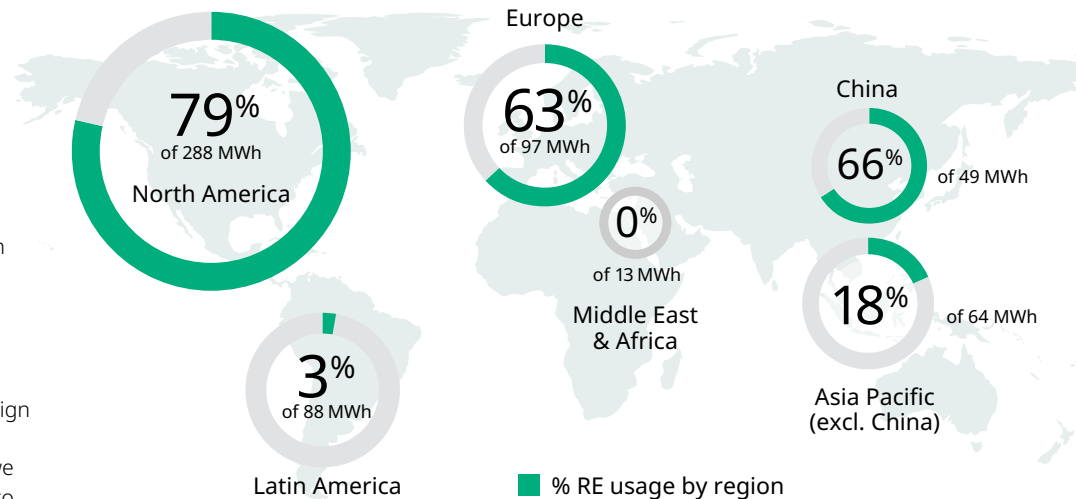 Europe
79%
of 288 MWh
North America
63%
of 97 MWh
China
66%
of 49 MWh
0%
of 13 MWh
Middle East
& Africa
18%
of 64 MWh
Asia Pacific
(excl. China)
3%
of 88 MWh
Latin America
% RE usage by region
ign